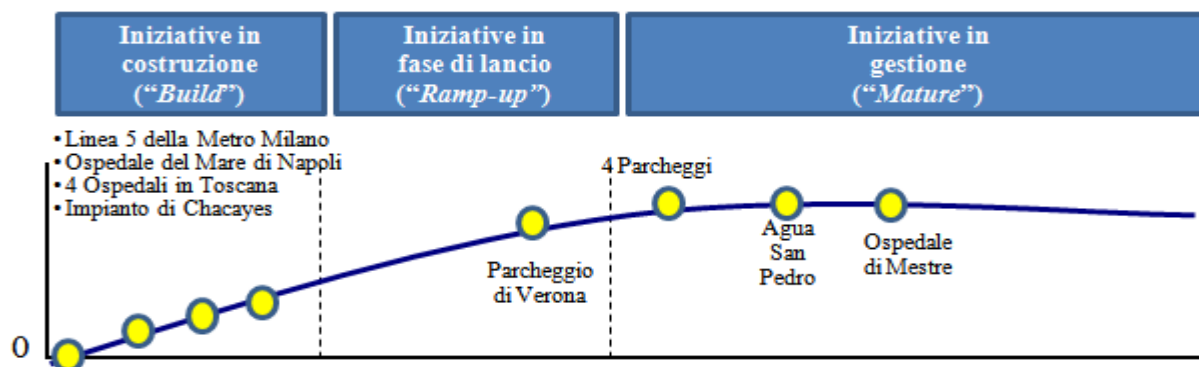 Iniziative in
costruzione
(“Build”)
Iniziative in
fase di lancio
(“Ramp-up”)
Iniziative in
gestione
(“Mature”)
• Linea 5 della Metro Milano
• Ospedale del Mare di Napoli
• 4 Ospedali in Toscana
• Impianto di Chacayes
4 Parcheggi
Parcheggio
di Verona
Agua
San
Pedro
Ospedale
di Mestre
0